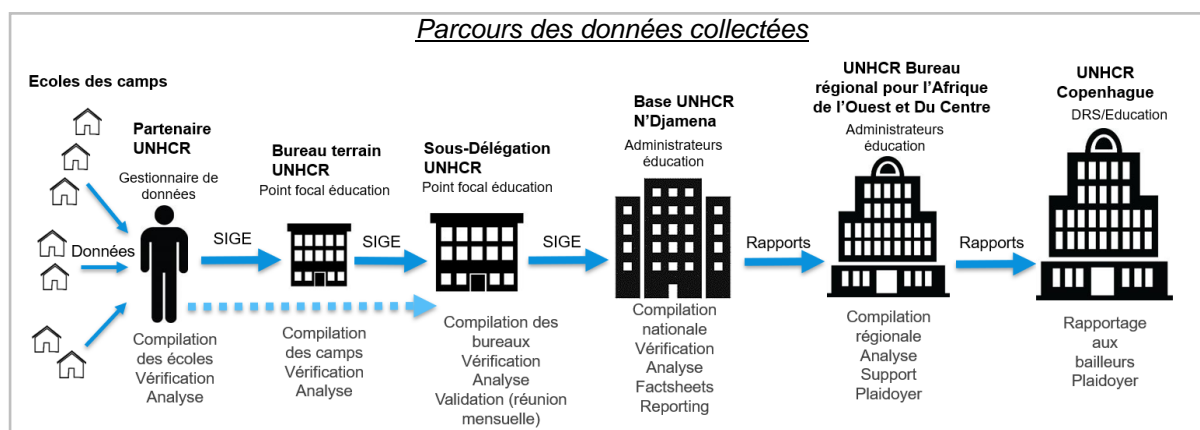 Parcours des données collectées
Ecoles des camps
Données
Partenaire
UNHCR
Gestionnaire de
données
SIGE
Compilation
des écoles
Vérification
Analyse
Bureau terrain
UNHCR
Point focal éducation
SIGE
Compilation
des camps
Vérification
Analyse
Sous-Délégation
UNHCR
Point focal éducation
SIGE
Compilation des
bureaux
Vérification
Analyse
Validation (réunion
mensuelle)
Base UNHCR
N’Djamena
Administrateurs
éducation
Rapports
Compilation
nationale
Vérification
Analyse
Factsheets
Reporting
UNHCR Bureau
régional pour l’Afrique
de l’Ouest et Du Centre
Administrateurs
éducation
Rapports
Compilation
régionale
Analyse
Support
Plaidoyer
UNHCR
Copenhague
DRS/Education
Rapportage
aux
bailleurs
Plaidoyer